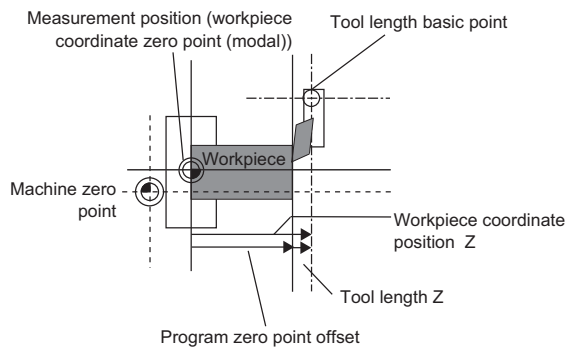 Measurement position (workpiece
coordinate zero point (modal))
Tool length basic point
Workpiece
Machine zero
point
Workpiece coordinate
position Z
Tool length Z
Program zero point offset